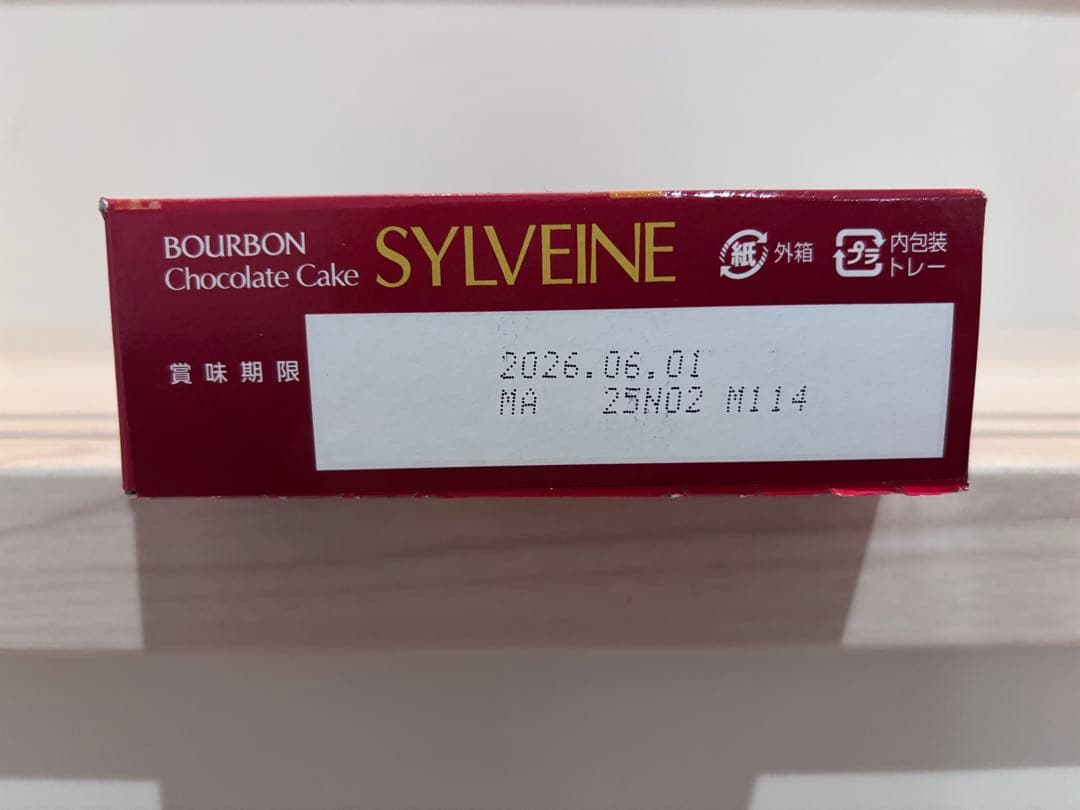 BOURBON
Chocolate Cake
SYLVEINE
紙 外箱
プラ 内包装
トレー
賞味期限
2026.06.01
MA 25N02 M114